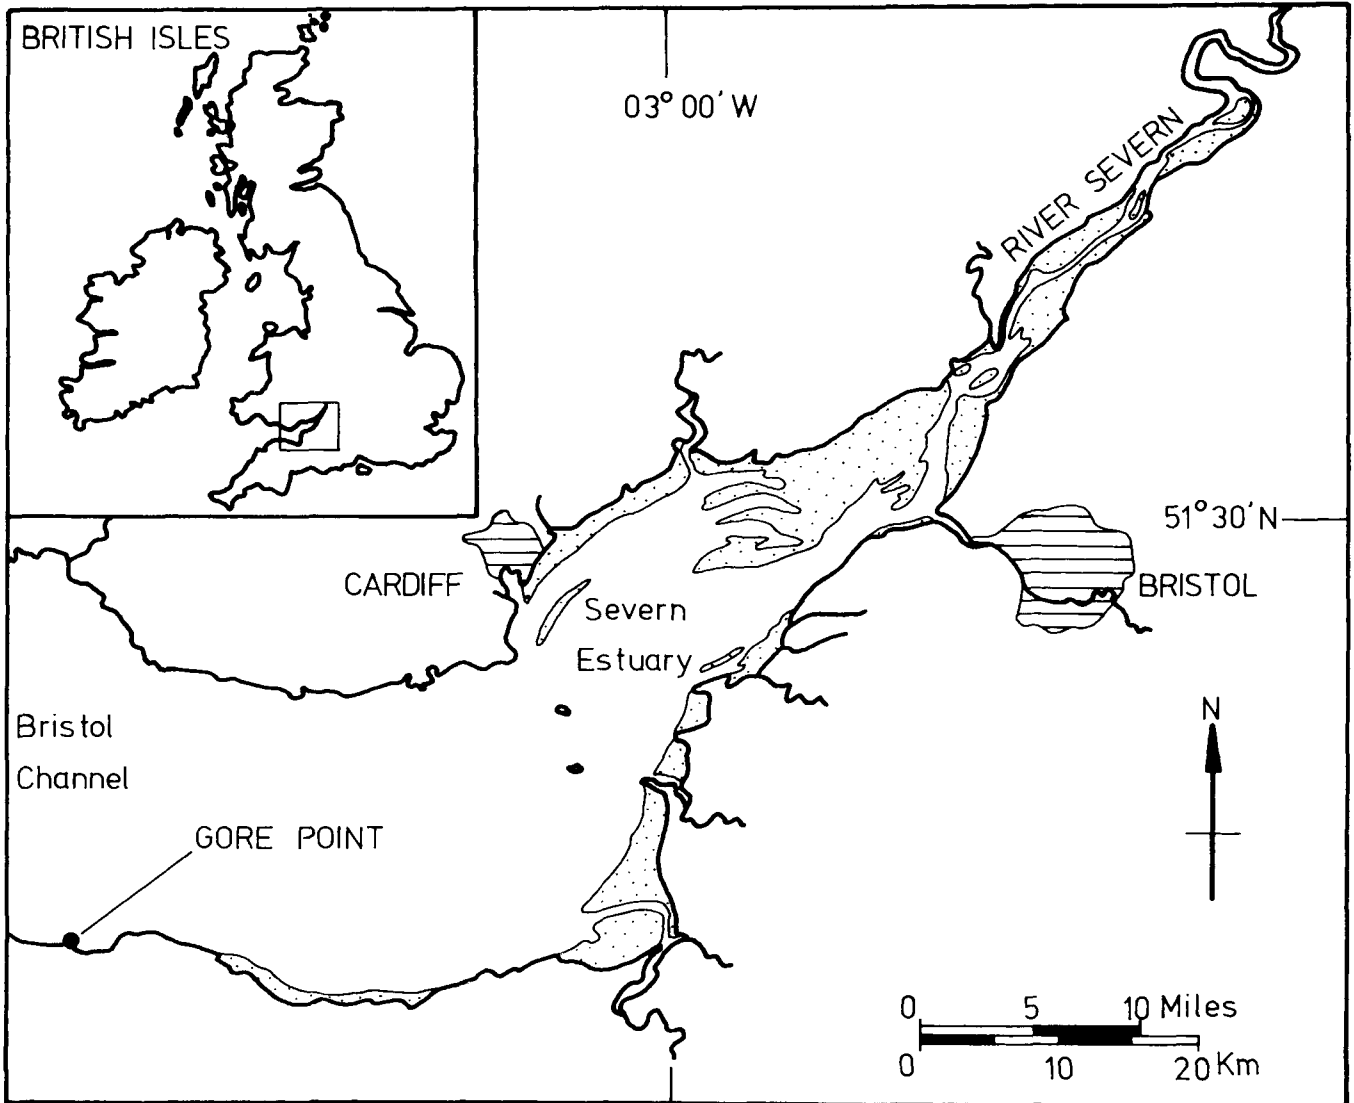 BRITISH ISLES
03°00'W
RIVER SEVERN
51°30'N
CARDIFF
BRISTOL
Severn
Estuary
Bristol
Channel
N
GORE POINT
0 5 10 Miles
0 10 20 Km